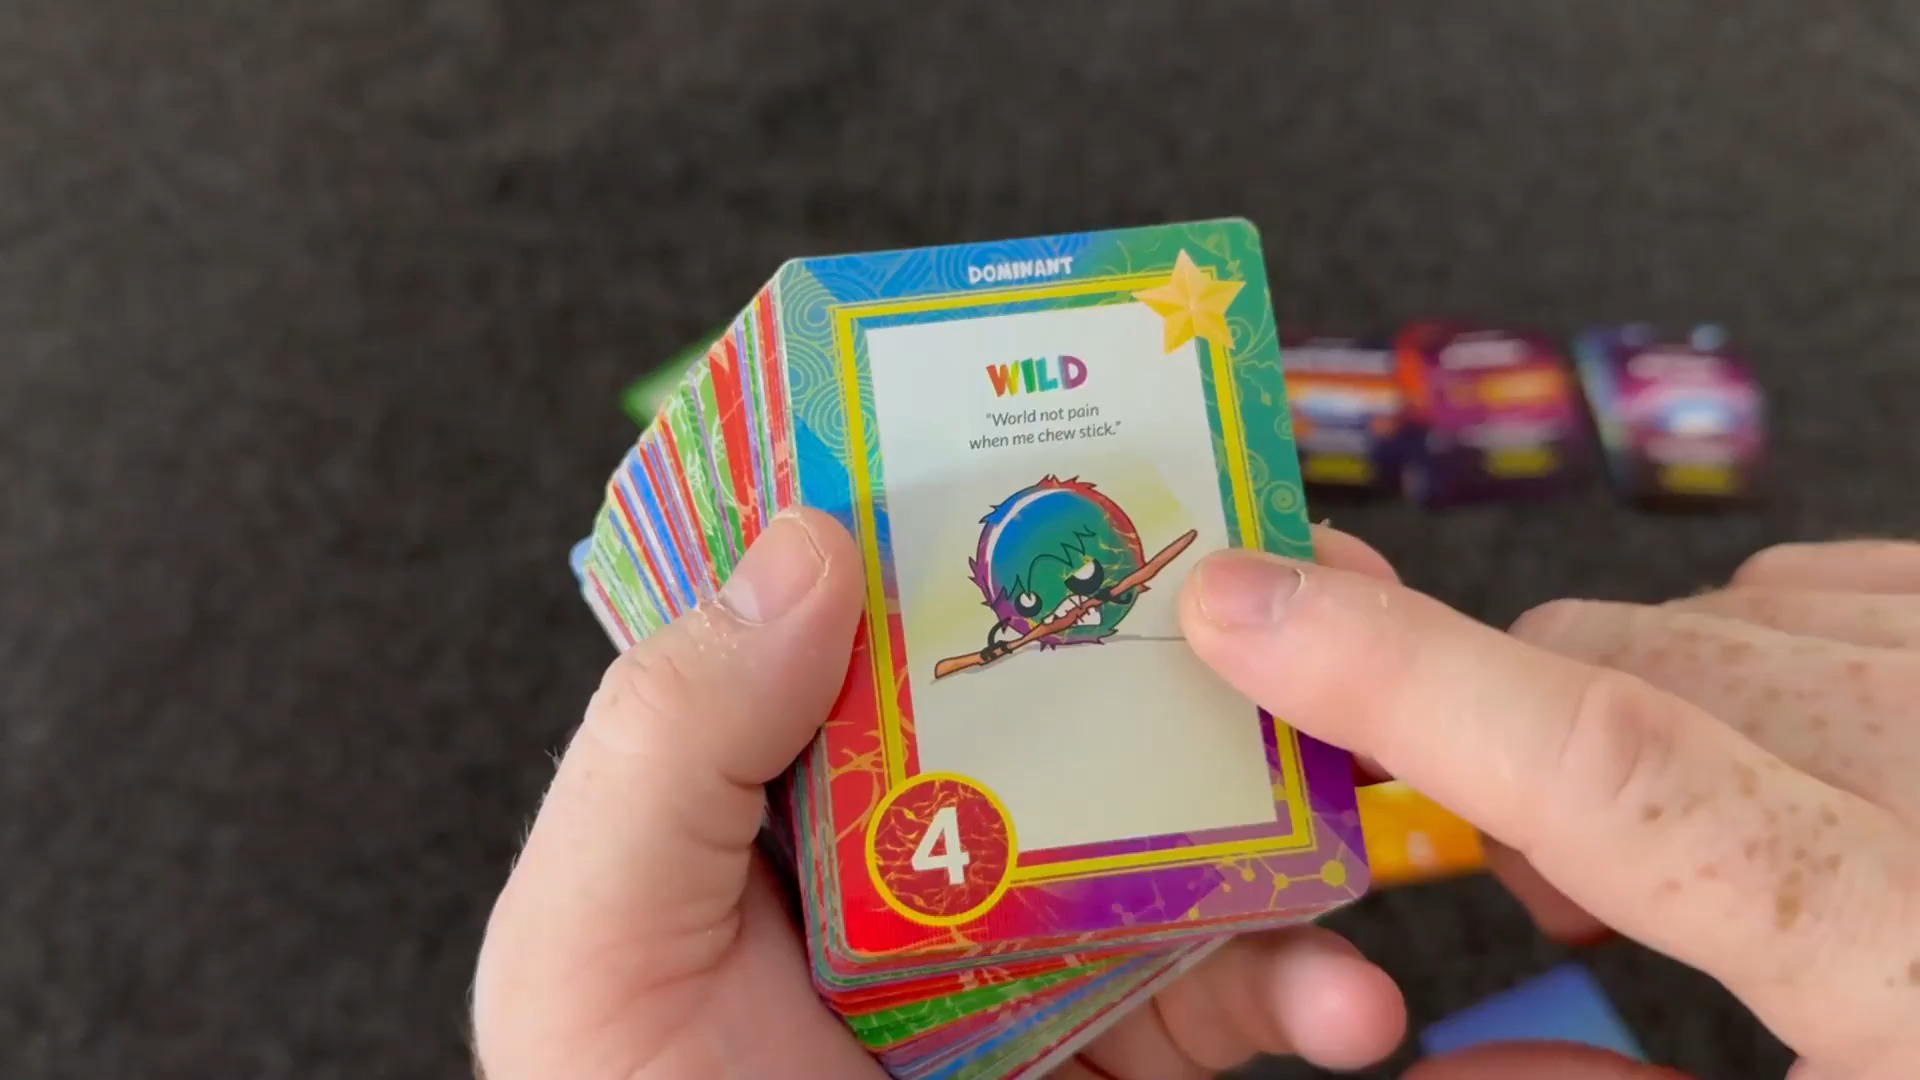 DOMINANT
WILD
“World not pain
when me chew stick.”
4